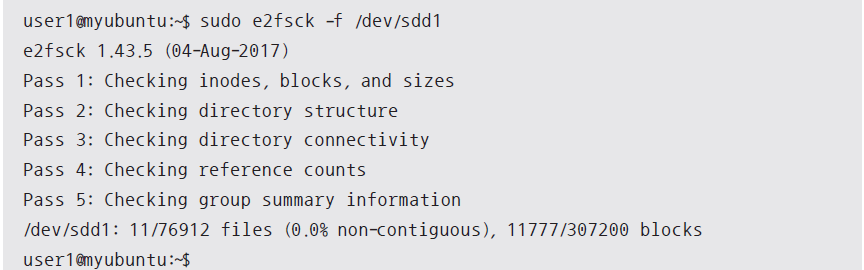 user1@myubuntu:~$ sudo e2fsck -f /dev/sdd1
e2fsck 1.43.5 (04-Aug-2017)
Pass 1: Checking inodes, blocks, and sizes
Pass 2: Checking directory structure
Pass 3: Checking directory connectivity
Pass 4: Checking reference counts
Pass 5: Checking group summary information
/dev/sdd1: 11/76912 files (0.0% non-contiguous), 11777/307200 blocks
user1@myubuntu:~$